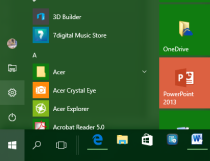 3D Builder
7digital Music Store
A
Acer
Acer Crystal Eye
Acer Explorer
Acrobat Reader 5.0
OneDrive
PowerPoint
2013